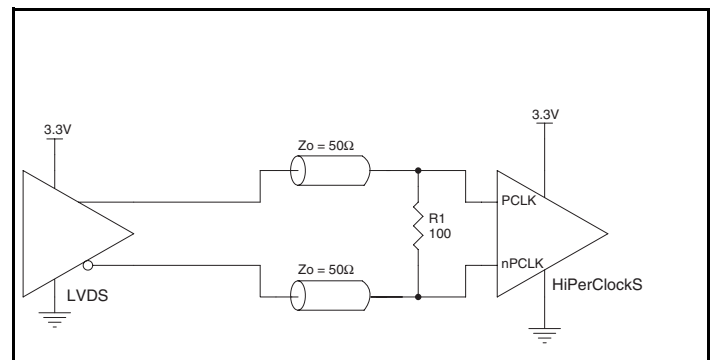 3.3V
LVDS
Zo = 50Ω
Zo = 50Ω
R1
100
3.3V
PCLK
nPCLK
HiPerClockS